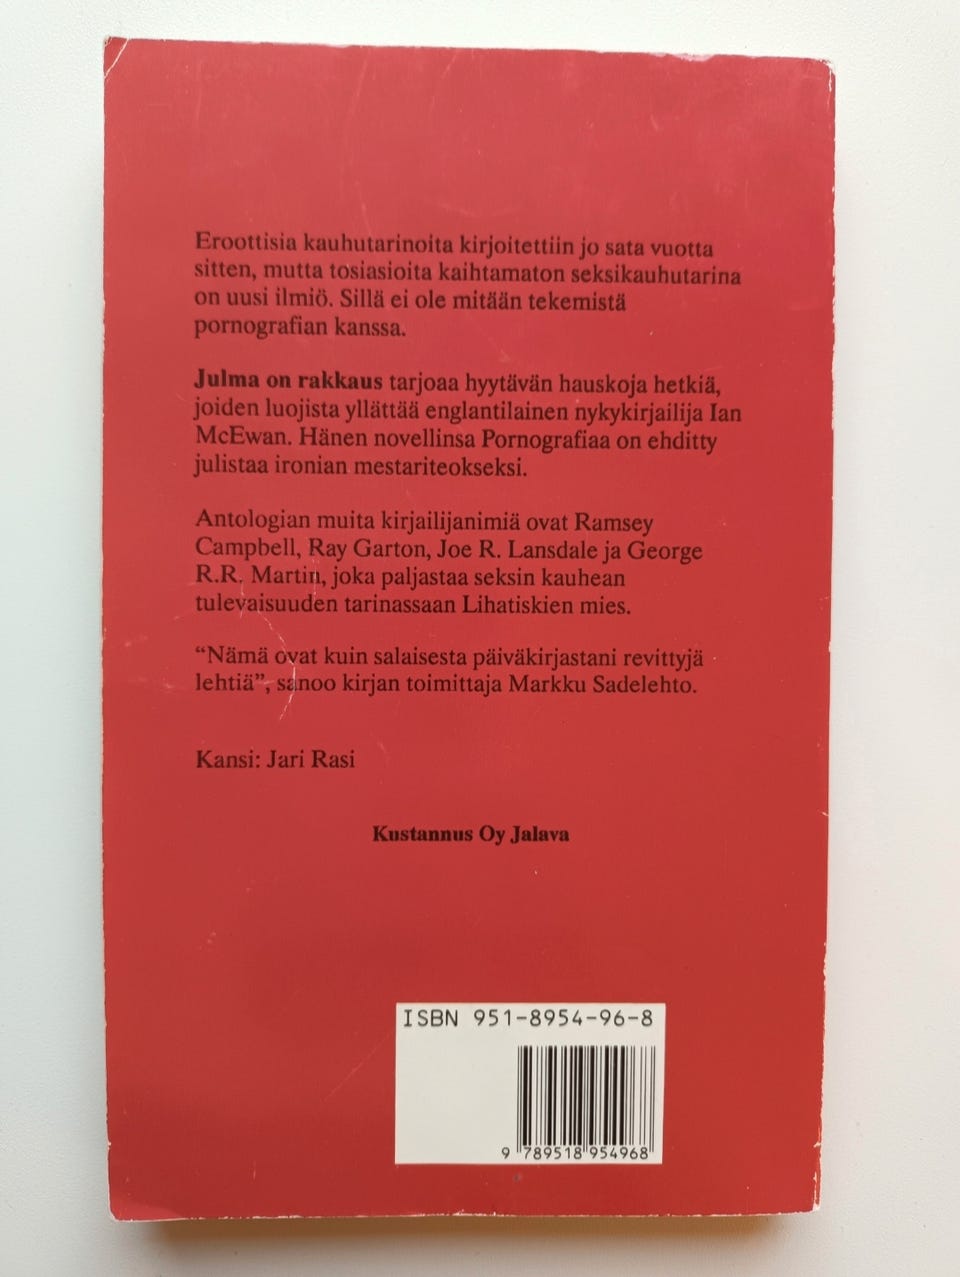 Eroottisia kauhutarinoita kirjoitettiin jo sata vuotta
sitten, mutta tosiasioita kaihtamaton seksikauhutarina
on uusi ilmiö. Sillä ei ole mitään tekemistä
pornografian kanssa.
Julma on rakkaus tarjoaa hyytävän hauskoja hetkiä,
joiden luojista yllättää englantilainen nykykirjailija Ian
McEwan. Hänen novellinsa Pornografiaa on ehditty
julistaa ironian mestariteokseksi.
Antologian muita kirjailijanimiä ovat Ramsey
Campbell, Ray Garton, Joe R. Lansdale ja George
R.R. Martin, joka paljastaa seksin kauhean
tulevaisuuden tarinassaan Lihatiskien mies.
“Nämä ovat kuin salaisesta päiväkirjastani revittyjä
lehtiä”, sanoo kirjan toimittaja Markku Sadelehto.
Kansi: Jari Rasi
Kustannus Oy Jalava
ISBN 951-8954-96-8
9 789518 954968